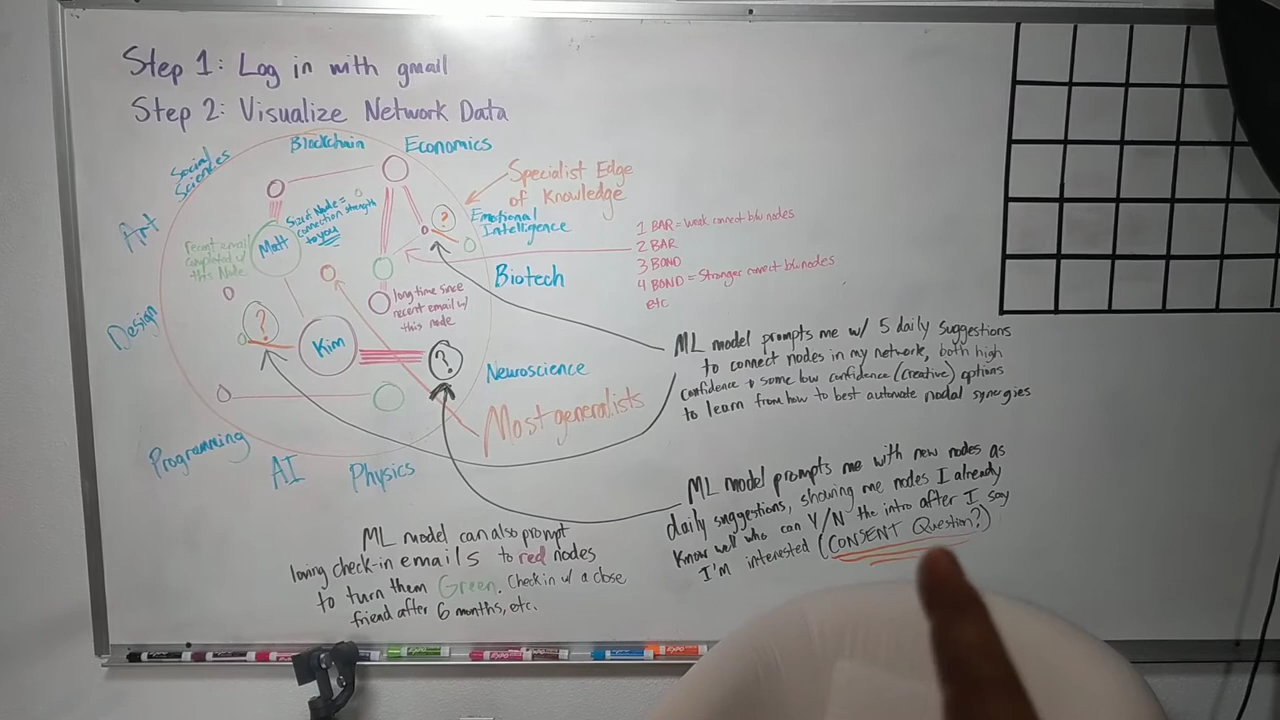 Step 1: Log in with gmail
Step 2: Visualize Network Data
Blockchain
Economics
Social
Sciences
Specialist Edge
of Knowledge
Art
Size of Node =
connection strength
to you
?
Emotional
Intelligence
1 BAR = weak connect b/w nodes
2 BAR
3 BOND
4 BOND = Stronger connect b/w nodes
etc
Matt
recent email
completed w/
this Node
Biotech
long time since
recent email w/
this node
Design
?
Kim
?
Neuroscience
ML model prompts me w/ 5 daily suggestions
to connect nodes in my network, both high
confidence + some low confidence (creative) options
to learn from how to best automate nodal synergies
Most generalists
Programming
AI
Physics
ML model prompts me with new nodes as
daily suggestions, showing me nodes I already
know well who can Y/N the intro after I say
I'm interested (CONSENT Question?)
ML model can also prompt
loving check-in emails to red nodes
to turn them Green. Check in w/ a close
friend after 6 months, etc.
EXPO